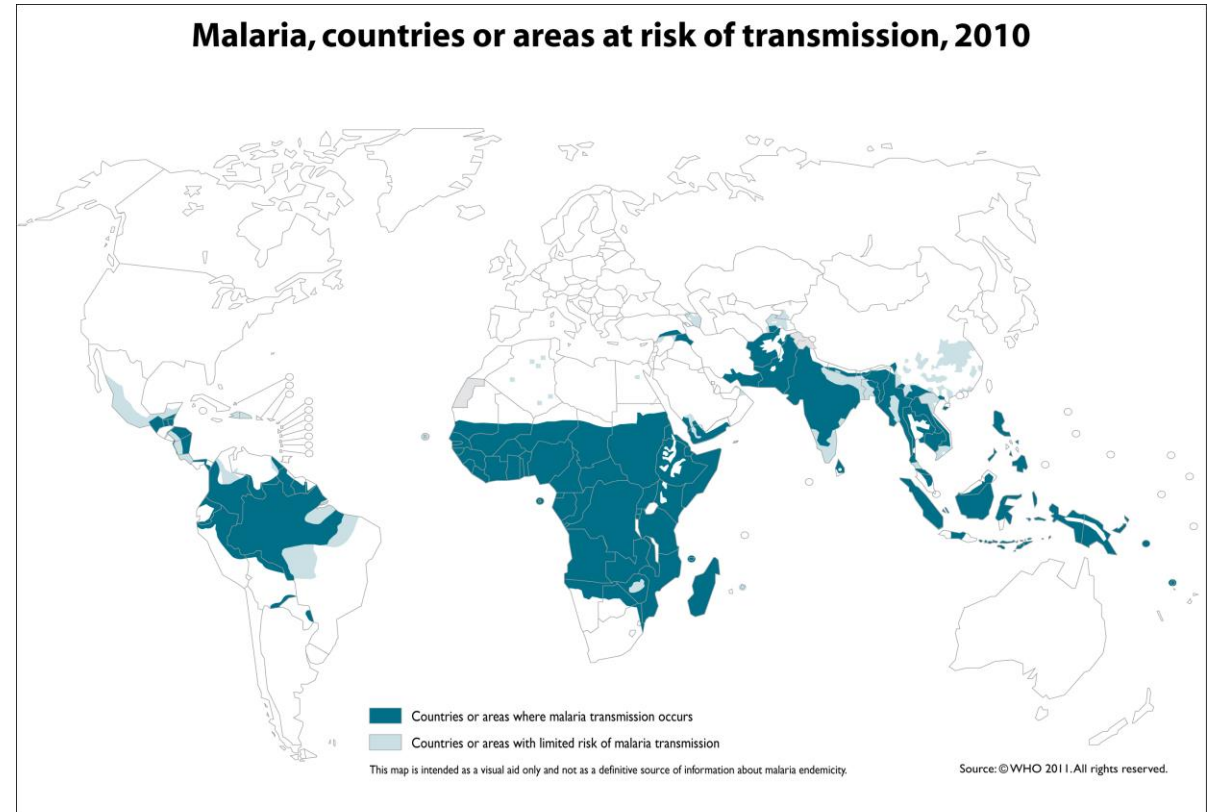 Malaria, countries or areas at risk of transmission, 2010
Countries or areas where malaria transmission occurs
Countries or areas with limited risk of malaria transmission
This map is intended as a visual aid only and not as a definitive source of information about malaria endemicity.
Source: © WHO 2011. All rights reserved.